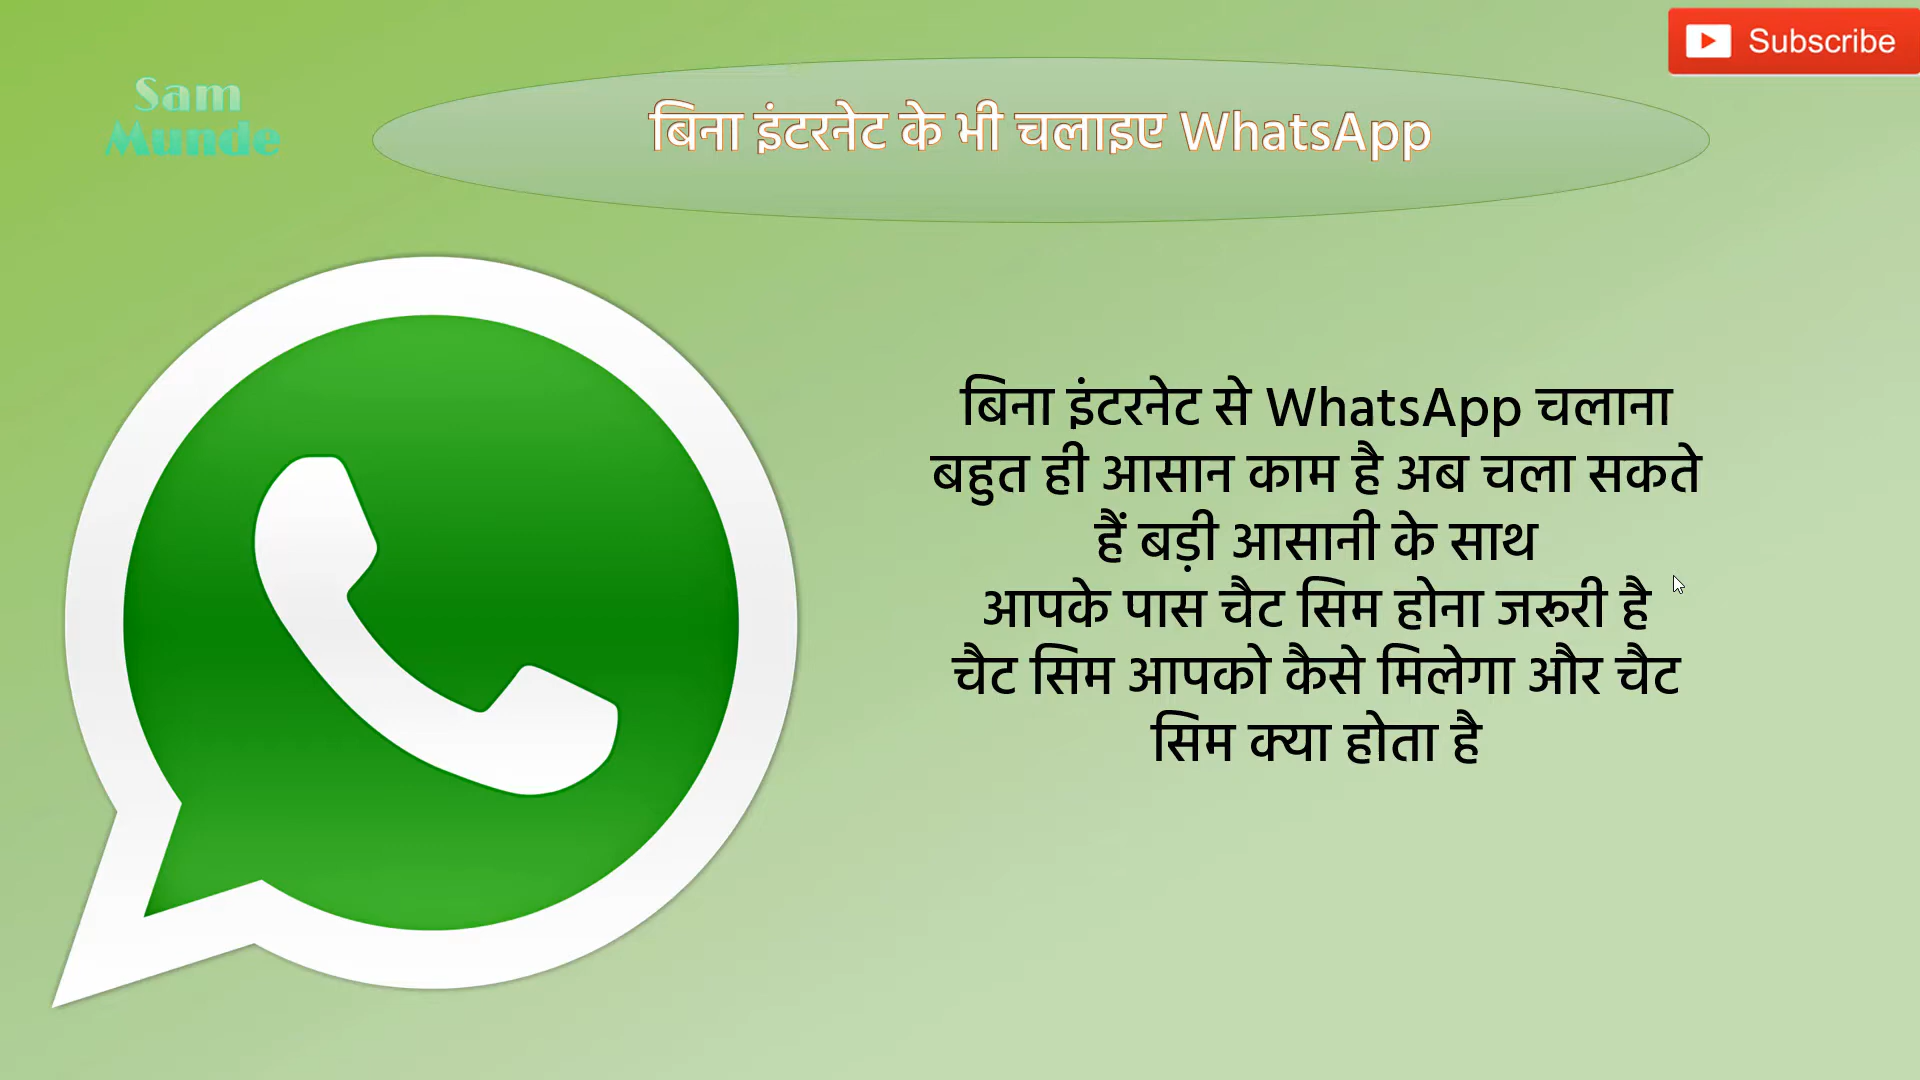 Subscribe
Sam
Munde
बिना इंटरनेट के भी चलाइए WhatsApp
बिना इंटरनेट से WhatsApp चलाना
बहुत ही आसान काम है अब चला सकते
हैं बड़ी आसानी के साथ
आपके पास चैट सिम होना जरूरी है
चैट सिम आपको कैसे मिलेगा और चैट
सिम क्या होता है